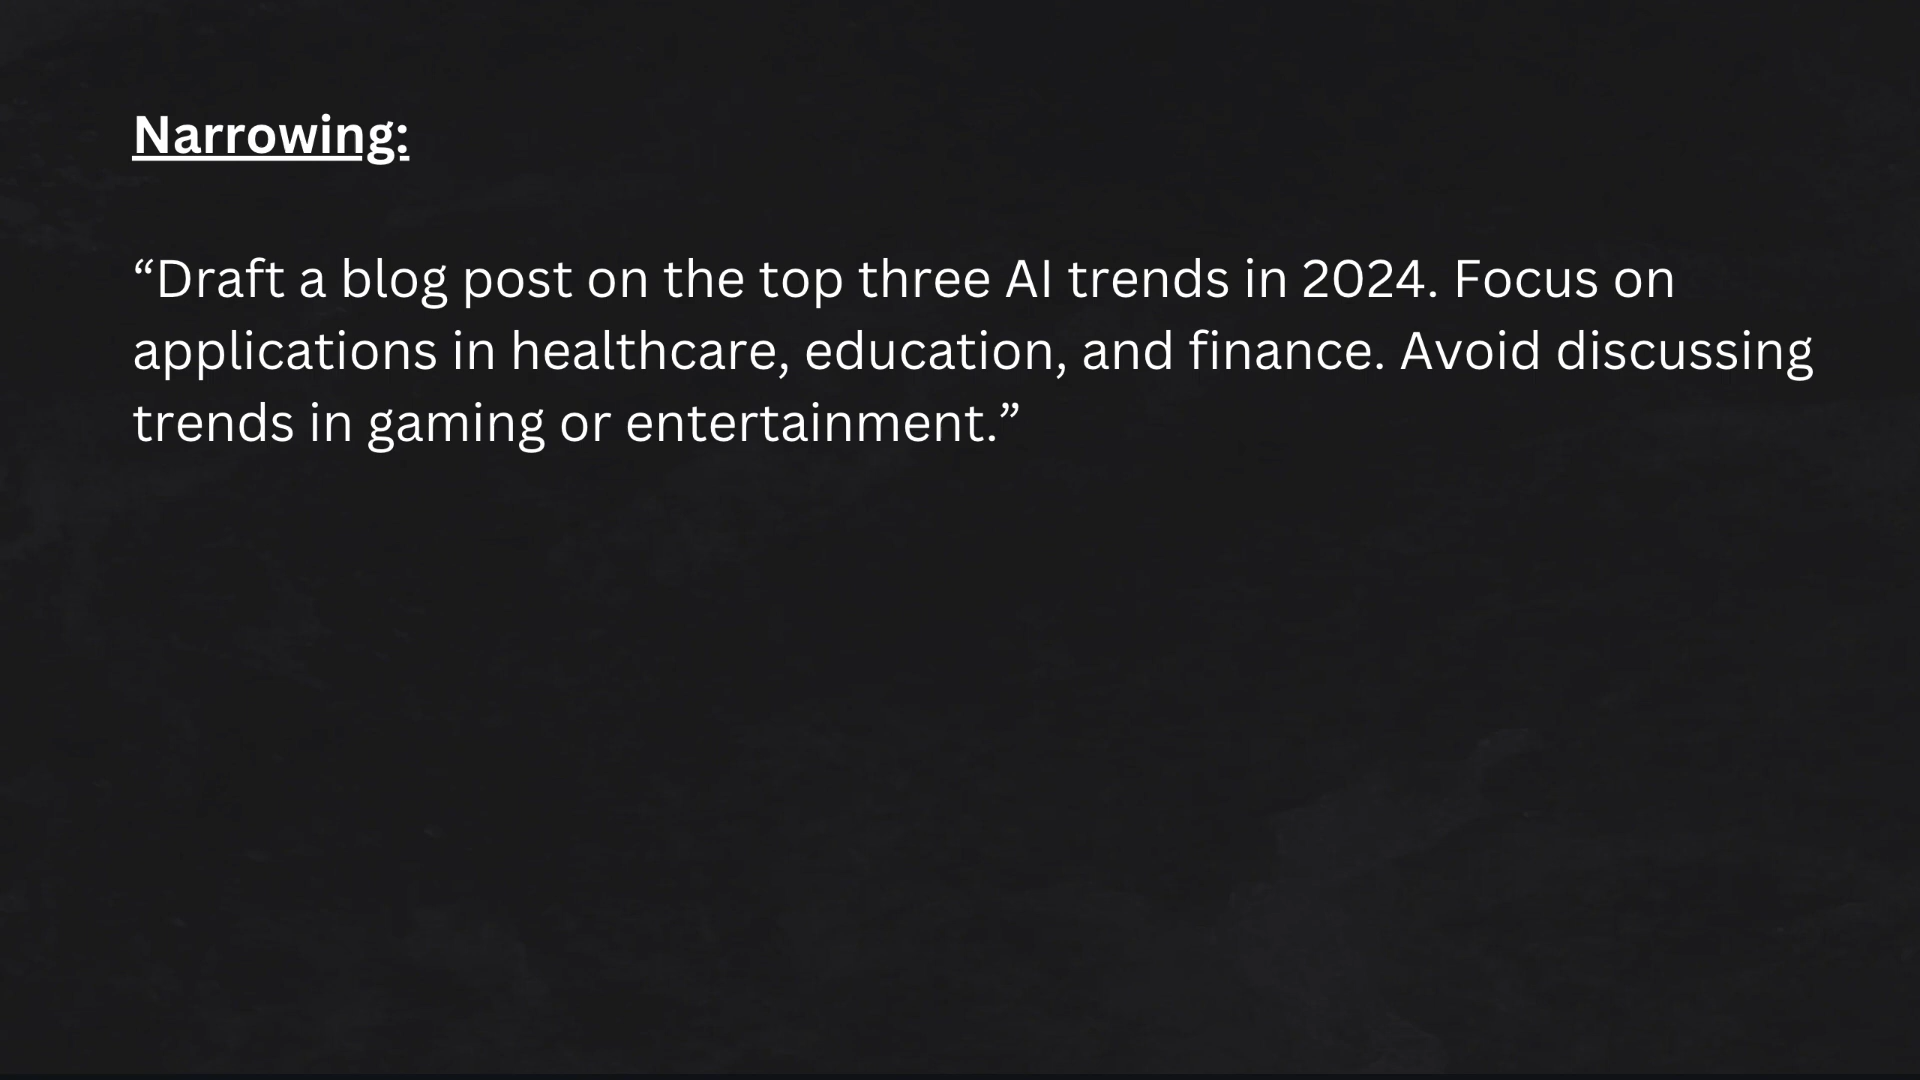 Narrowing:
“Draft a blog post on the top three AI trends in 2024. Focus on
applications in healthcare, education, and finance. Avoid discussing
trends in gaming or entertainment.”